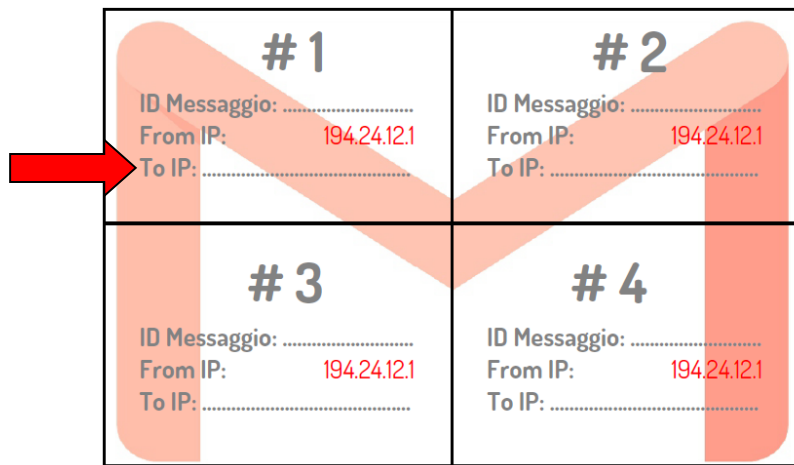 # 1
ID Messaggio: ..........................
From IP: 194.24.12.1
To IP: ..........................................
# 2
ID Messaggio: ..........................
From IP: 194.24.12.1
To IP: ..........................................
# 3
ID Messaggio: ..........................
From IP: 194.24.12.1
To IP: ..........................................
# 4
ID Messaggio: ..........................
From IP: 194.24.12.1
To IP: ..........................................